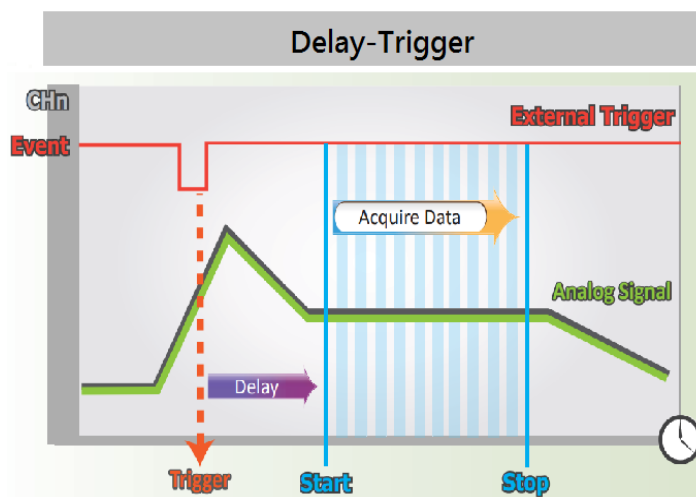 Delay-Trigger
CHn
External Trigger
Event
Acquire Data
Analog Signal
Delay
Trigger
Start
Stop